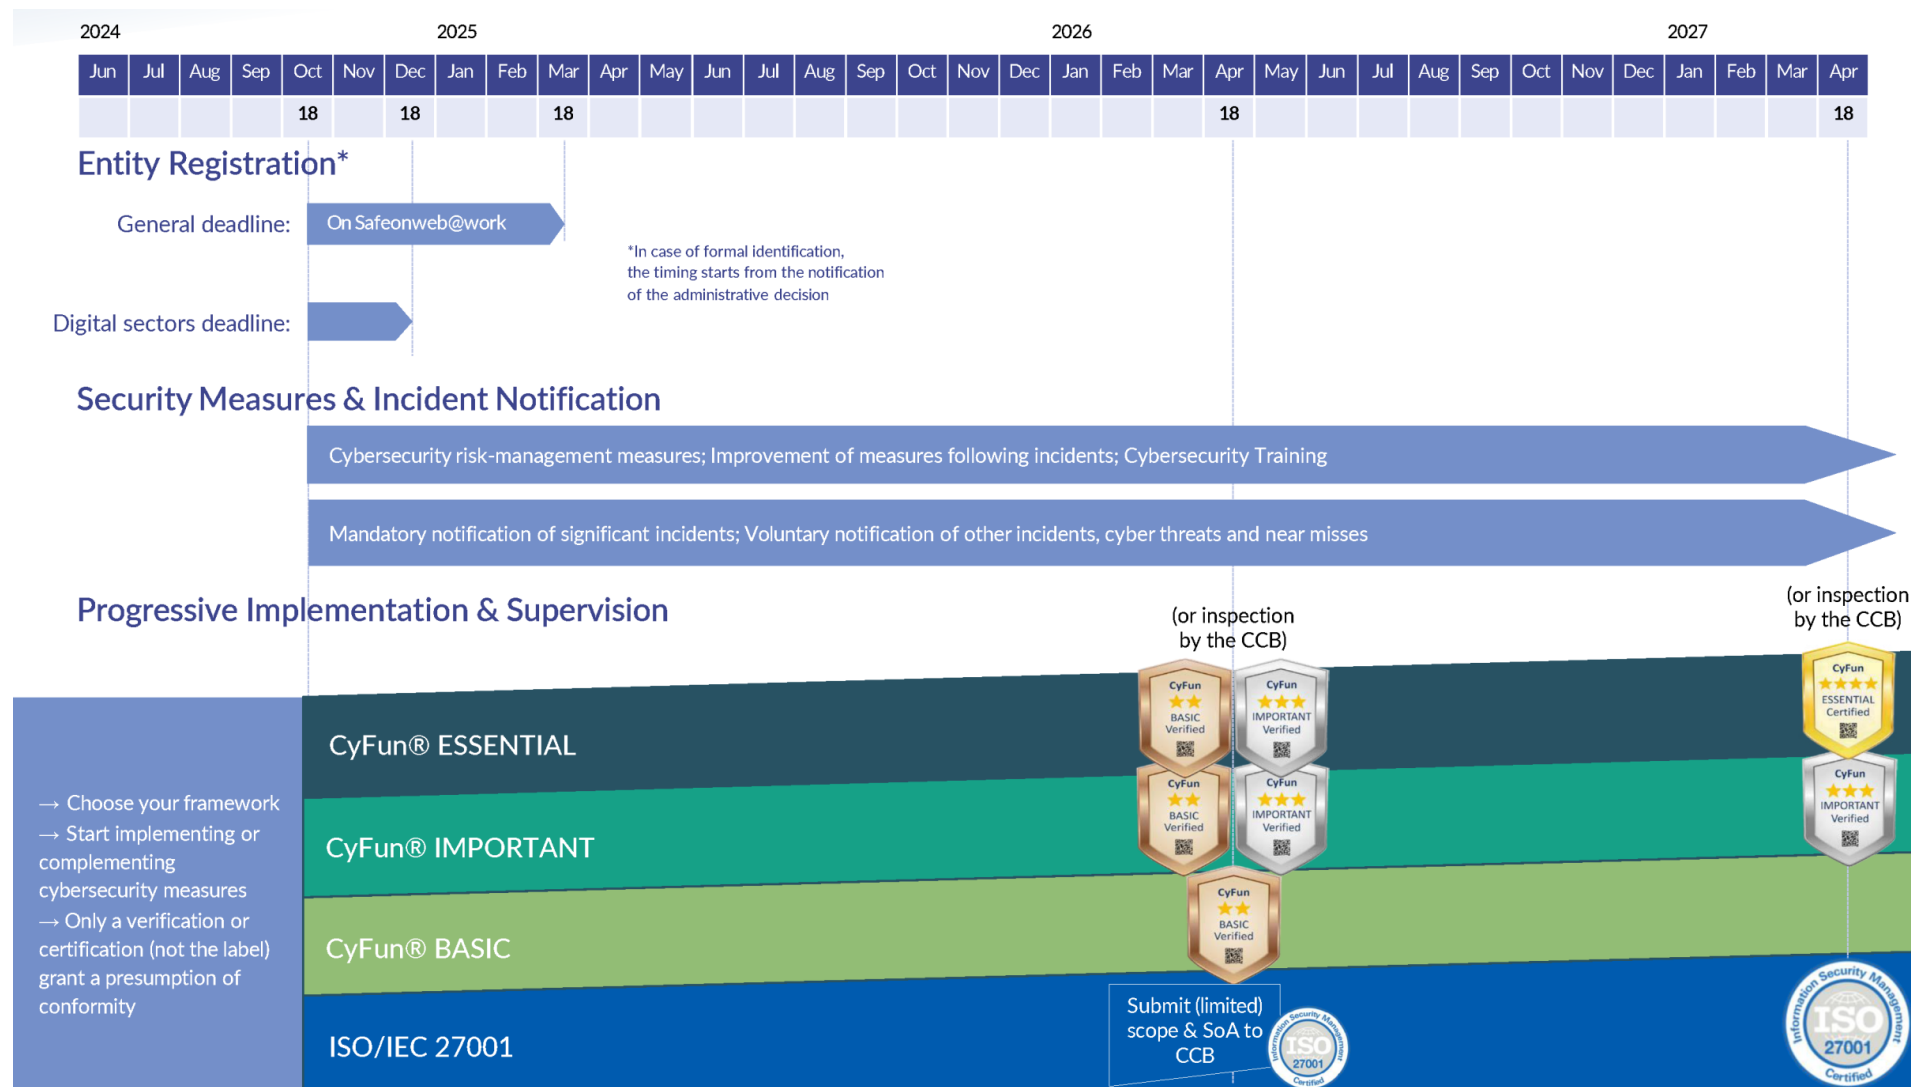 2024 2025 2026 2027
Jun Jul Aug Sep Oct Nov Dec Jan Feb Mar Apr May Jun Jul Aug Sep Oct Nov Dec Jan Feb Mar Apr May Jun Jul Aug Sep Oct Nov Dec Jan Feb Mar Apr
18 18 18 18 18
Entity Registration*
General deadline:
On Safeonweb@work
*In case of formal identification,
the timing starts from the notification
of the administrative decision
Digital sectors deadline:
Security Measures & Incident Notification
Cybersecurity risk-management measures; Improvement of measures following incidents; Cybersecurity Training
Mandatory notification of significant incidents; Voluntary notification of other incidents, cyber threats and near misses
Progressive Implementation & Supervision
(or inspection
by the CCB)
(or inspection
by the CCB)
→ Choose your framework
→ Start implementing or
complementing
cybersecurity measures
→ Only a verification or
certification (not the label)
grant a presumption of
conformity
CyFun® ESSENTIAL
CyFun
BASIC
Verified
CyFun
IMPORTANT
Verified
CyFun
ESSENTIAL
Certified
CyFun® IMPORTANT
CyFun
BASIC
Verified
CyFun
IMPORTANT
Verified
CyFun
IMPORTANT
Verified
CyFun® BASIC
CyFun
BASIC
Verified
ISO/IEC 27001
Submit (limited)
scope & SoA to
CCB
Information Security Management
ISO
27001
Certified
Information Security Management
ISO
27001
Certified